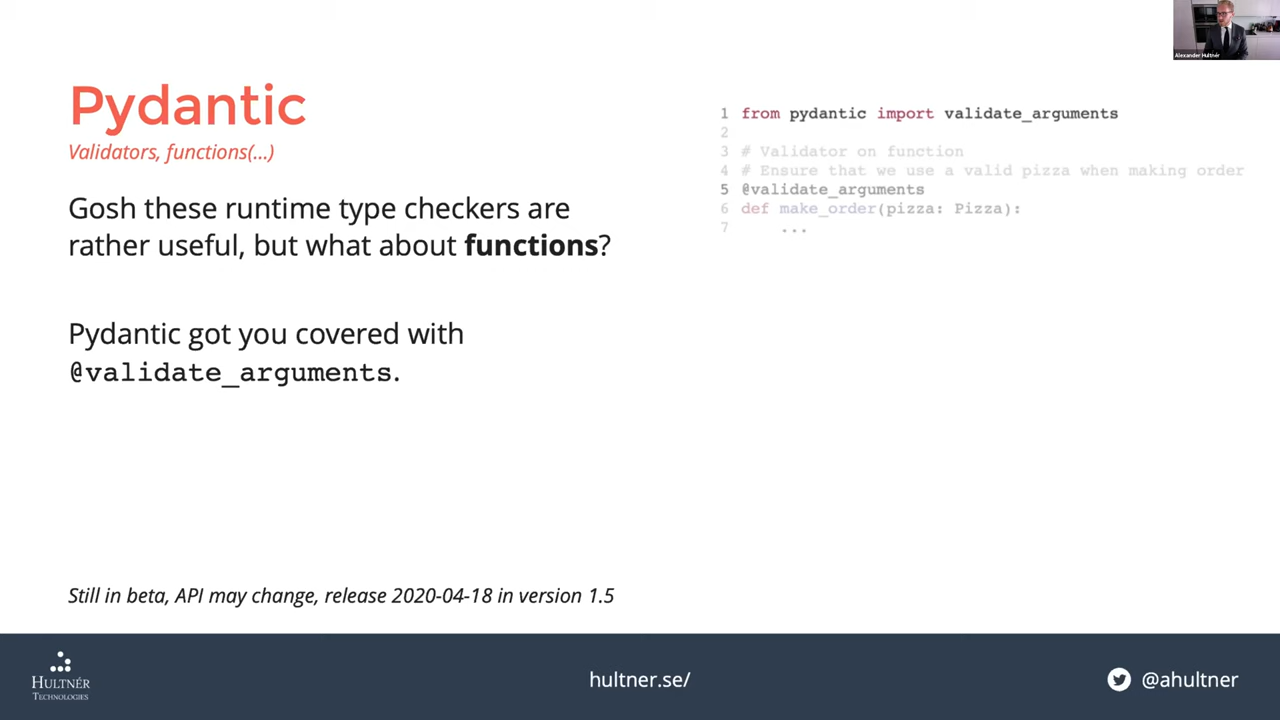 Alexander Hultnér
Pydantic
Validators, functions(...)
Gosh these runtime type checkers are
rather useful, but what about functions?
Pydantic got you covered with
@validate_arguments.
1 from pydantic import validate_arguments
2
3 # Validator on function
4 # Ensure that we use a valid pizza when making order
5 @validate_arguments
6 def make_order(pizza: Pizza):
7     ...
Still in beta, API may change, release 2020-04-18 in version 1.5
HULTNÉR
TECHNOLOGIES
hultner.se/
@ahultner